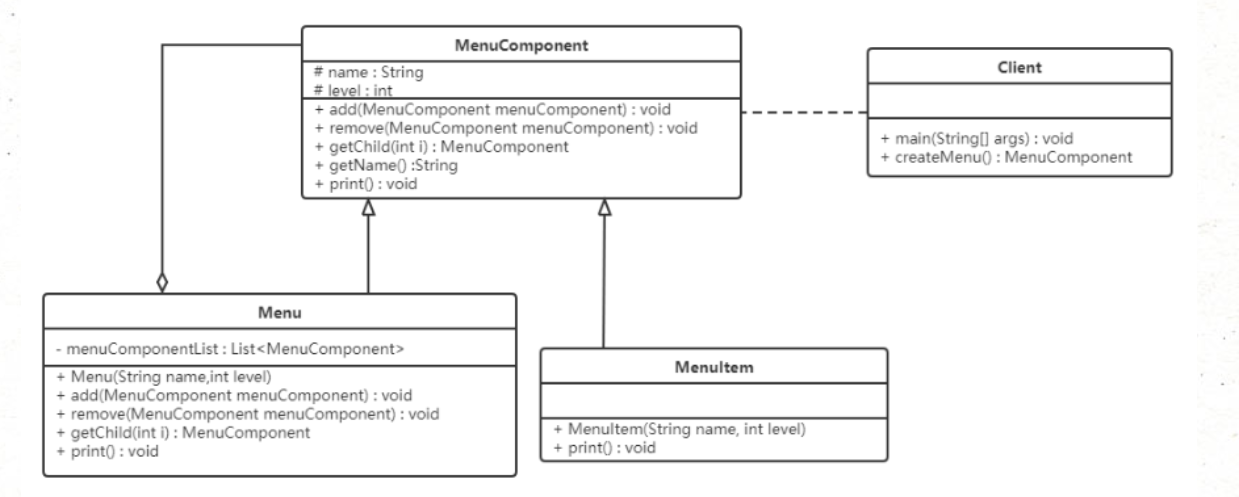 MenuComponent
# name : String
# level : int
+ add(MenuComponent menuComponent) : void
+ remove(MenuComponent menuComponent) : void
+ getChild(int i) : MenuComponent
+ getName() :String
+ print() : void
Client
+ main(String[] args) : void
+ createMenu() : MenuComponent
Menu
- menuComponentList : List<MenuComponent>
+ Menu(String name,int level)
+ add(MenuComponent menuComponent) : void
+ remove(MenuComponent menuComponent) : void
+ getChild(int i) : MenuComponent
+ print() : void
MenuItem
+ MenuItem(String name, int level)
+ print() : void